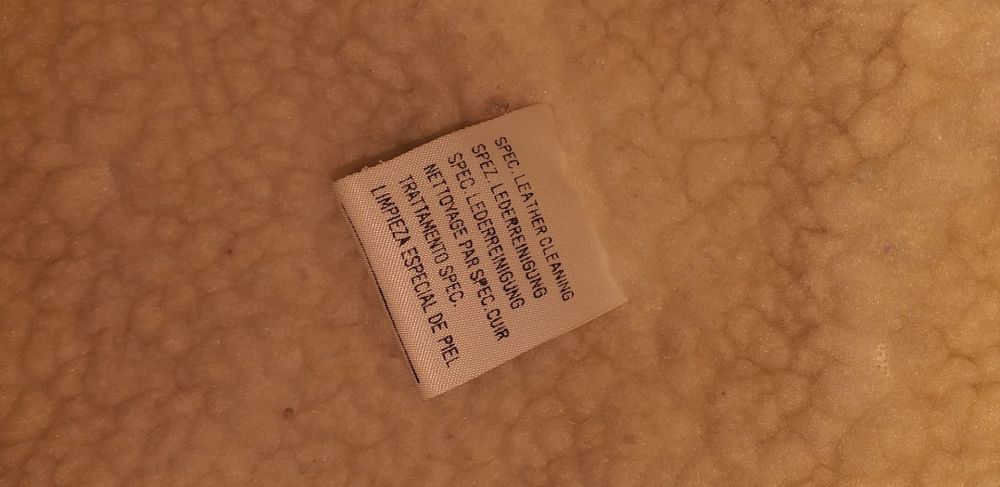 SPEC. LEATHER CLEANING
SPEZ. LEDERREINIGUNG
SPEC. LEDERREINIGUNG
NETTOYAGE PAR SPEC.CUIR
TRATTAMENTO SPEC.
LIMPIEZA ESPECIAL DE PIEL